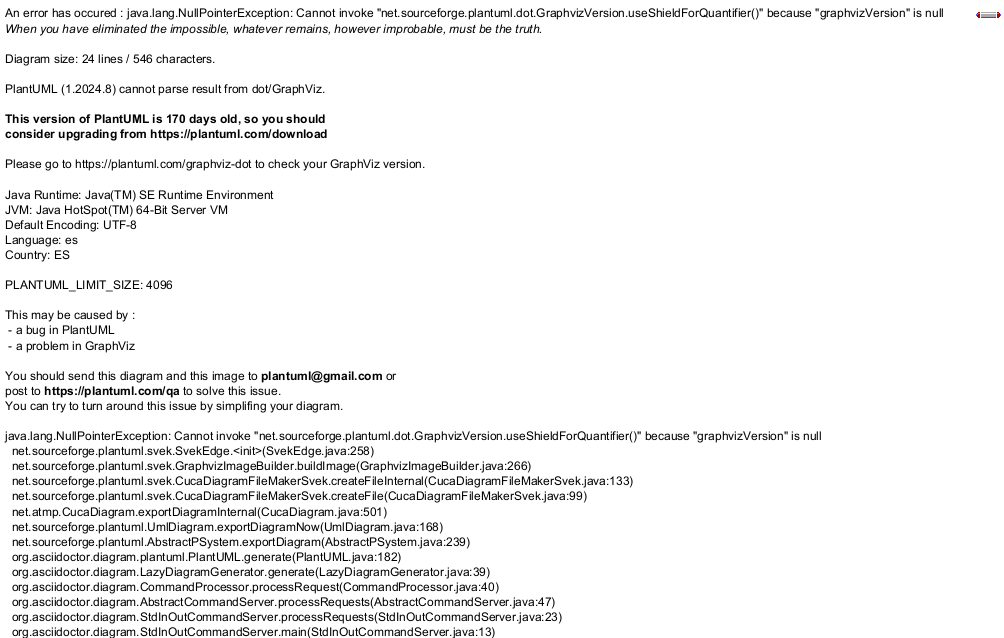 An error has occured : java.lang.NullPointerException: Cannot invoke "net.sourceforge.plantuml.dot.GraphvizVersion.useShieldForQuantifier()" because "graphvizVersion" is null
When you have eliminated the impossible, whatever remains, however improbable, must be the truth.
Diagram size: 24 lines / 546 characters.
PlantUML (1.2024.8) cannot parse result from dot/GraphViz.
This version of PlantUML is 170 days old, so you should
consider upgrading from https://plantuml.com/download
Please go to https://plantuml.com/graphviz-dot to check your GraphViz version.
Java Runtime: Java(TM) SE Runtime Environment
JVM: Java HotSpot(TM) 64-Bit Server VM
Default Encoding: UTF-8
Language: es
Country: ES
PLANTUML_LIMIT_SIZE: 4096
This may be caused by :
- a bug in PlantUML
- a problem in GraphViz
You should send this diagram and this image to plantuml@gmail.com or
post to https://plantuml.com/qa to solve this issue.
You can try to turn around this issue by simplifing your diagram.
java.lang.NullPointerException: Cannot invoke "net.sourceforge.plantuml.dot.GraphvizVersion.useShieldForQuantifier()" because "graphvizVersion" is null
net.sourceforge.plantuml.svek.SvekEdge.<init>(SvekEdge.java:258)
net.sourceforge.plantuml.svek.GraphvizImageBuilder.buildImage(GraphvizImageBuilder.java:266)
net.sourceforge.plantuml.svek.CucaDiagramFileMakerSvek.createFileInternal(CucaDiagramFileMakerSvek.java:133)
net.sourceforge.plantuml.svek.CucaDiagramFileMakerSvek.createFile(CucaDiagramFileMakerSvek.java:99)
net.atmp.CucaDiagram.exportDiagramInternal(CucaDiagram.java:501)
net.sourceforge.plantuml.UmlDiagram.exportDiagramNow(UmlDiagram.java:168)
net.sourceforge.plantuml.AbstractPSystem.exportDiagram(AbstractPSystem.java:239)
org.asciidoctor.diagram.plantuml.PlantUML.generate(PlantUML.java:182)
org.asciidoctor.diagram.LazyDiagramGenerator.generate(LazyDiagramGenerator.java:39)
org.asciidoctor.diagram.CommandProcessor.processRequest(CommandProcessor.java:40)
org.asciidoctor.diagram.AbstractCommandServer.processRequests(AbstractCommandServer.java:47)
org.asciidoctor.diagram.StdInOutCommandServer.processRequests(StdInOutCommandServer.java:23)
org.asciidoctor.diagram.StdInOutCommandServer.main(StdInOutCommandServer.java:13)